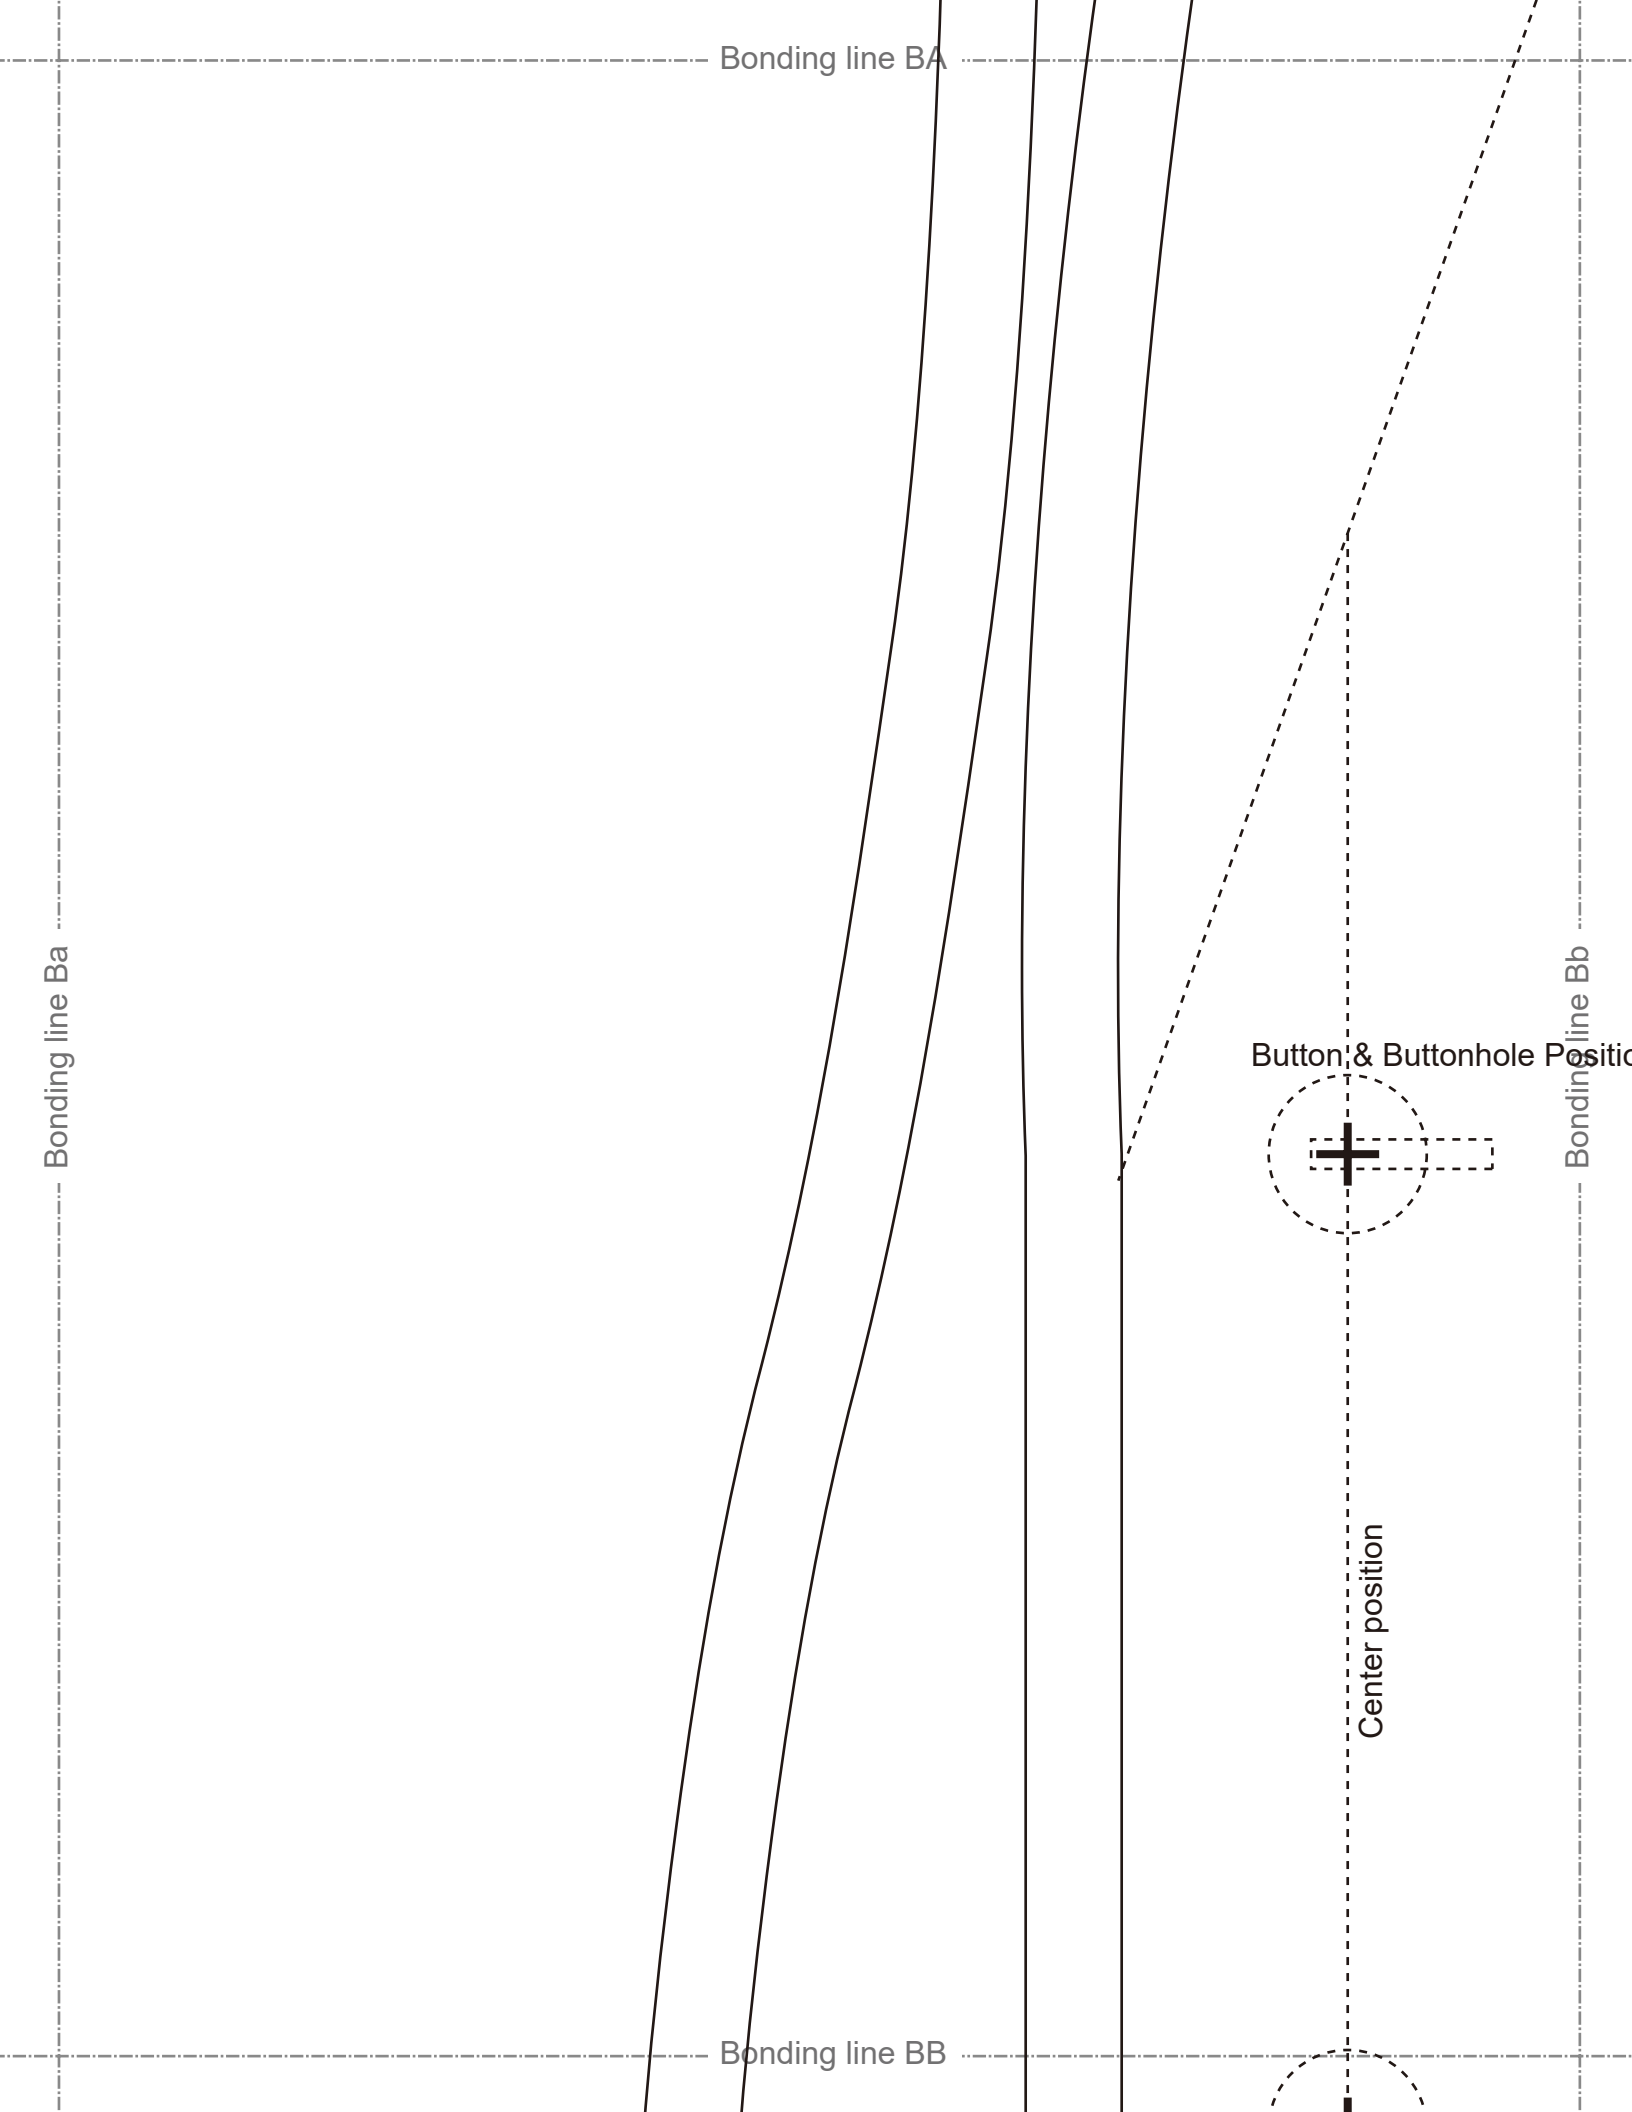 Bonding line BA
Bonding line Ba
Bonding line Bb
Button & Buttonhole Positio
Center position
Bonding line BB